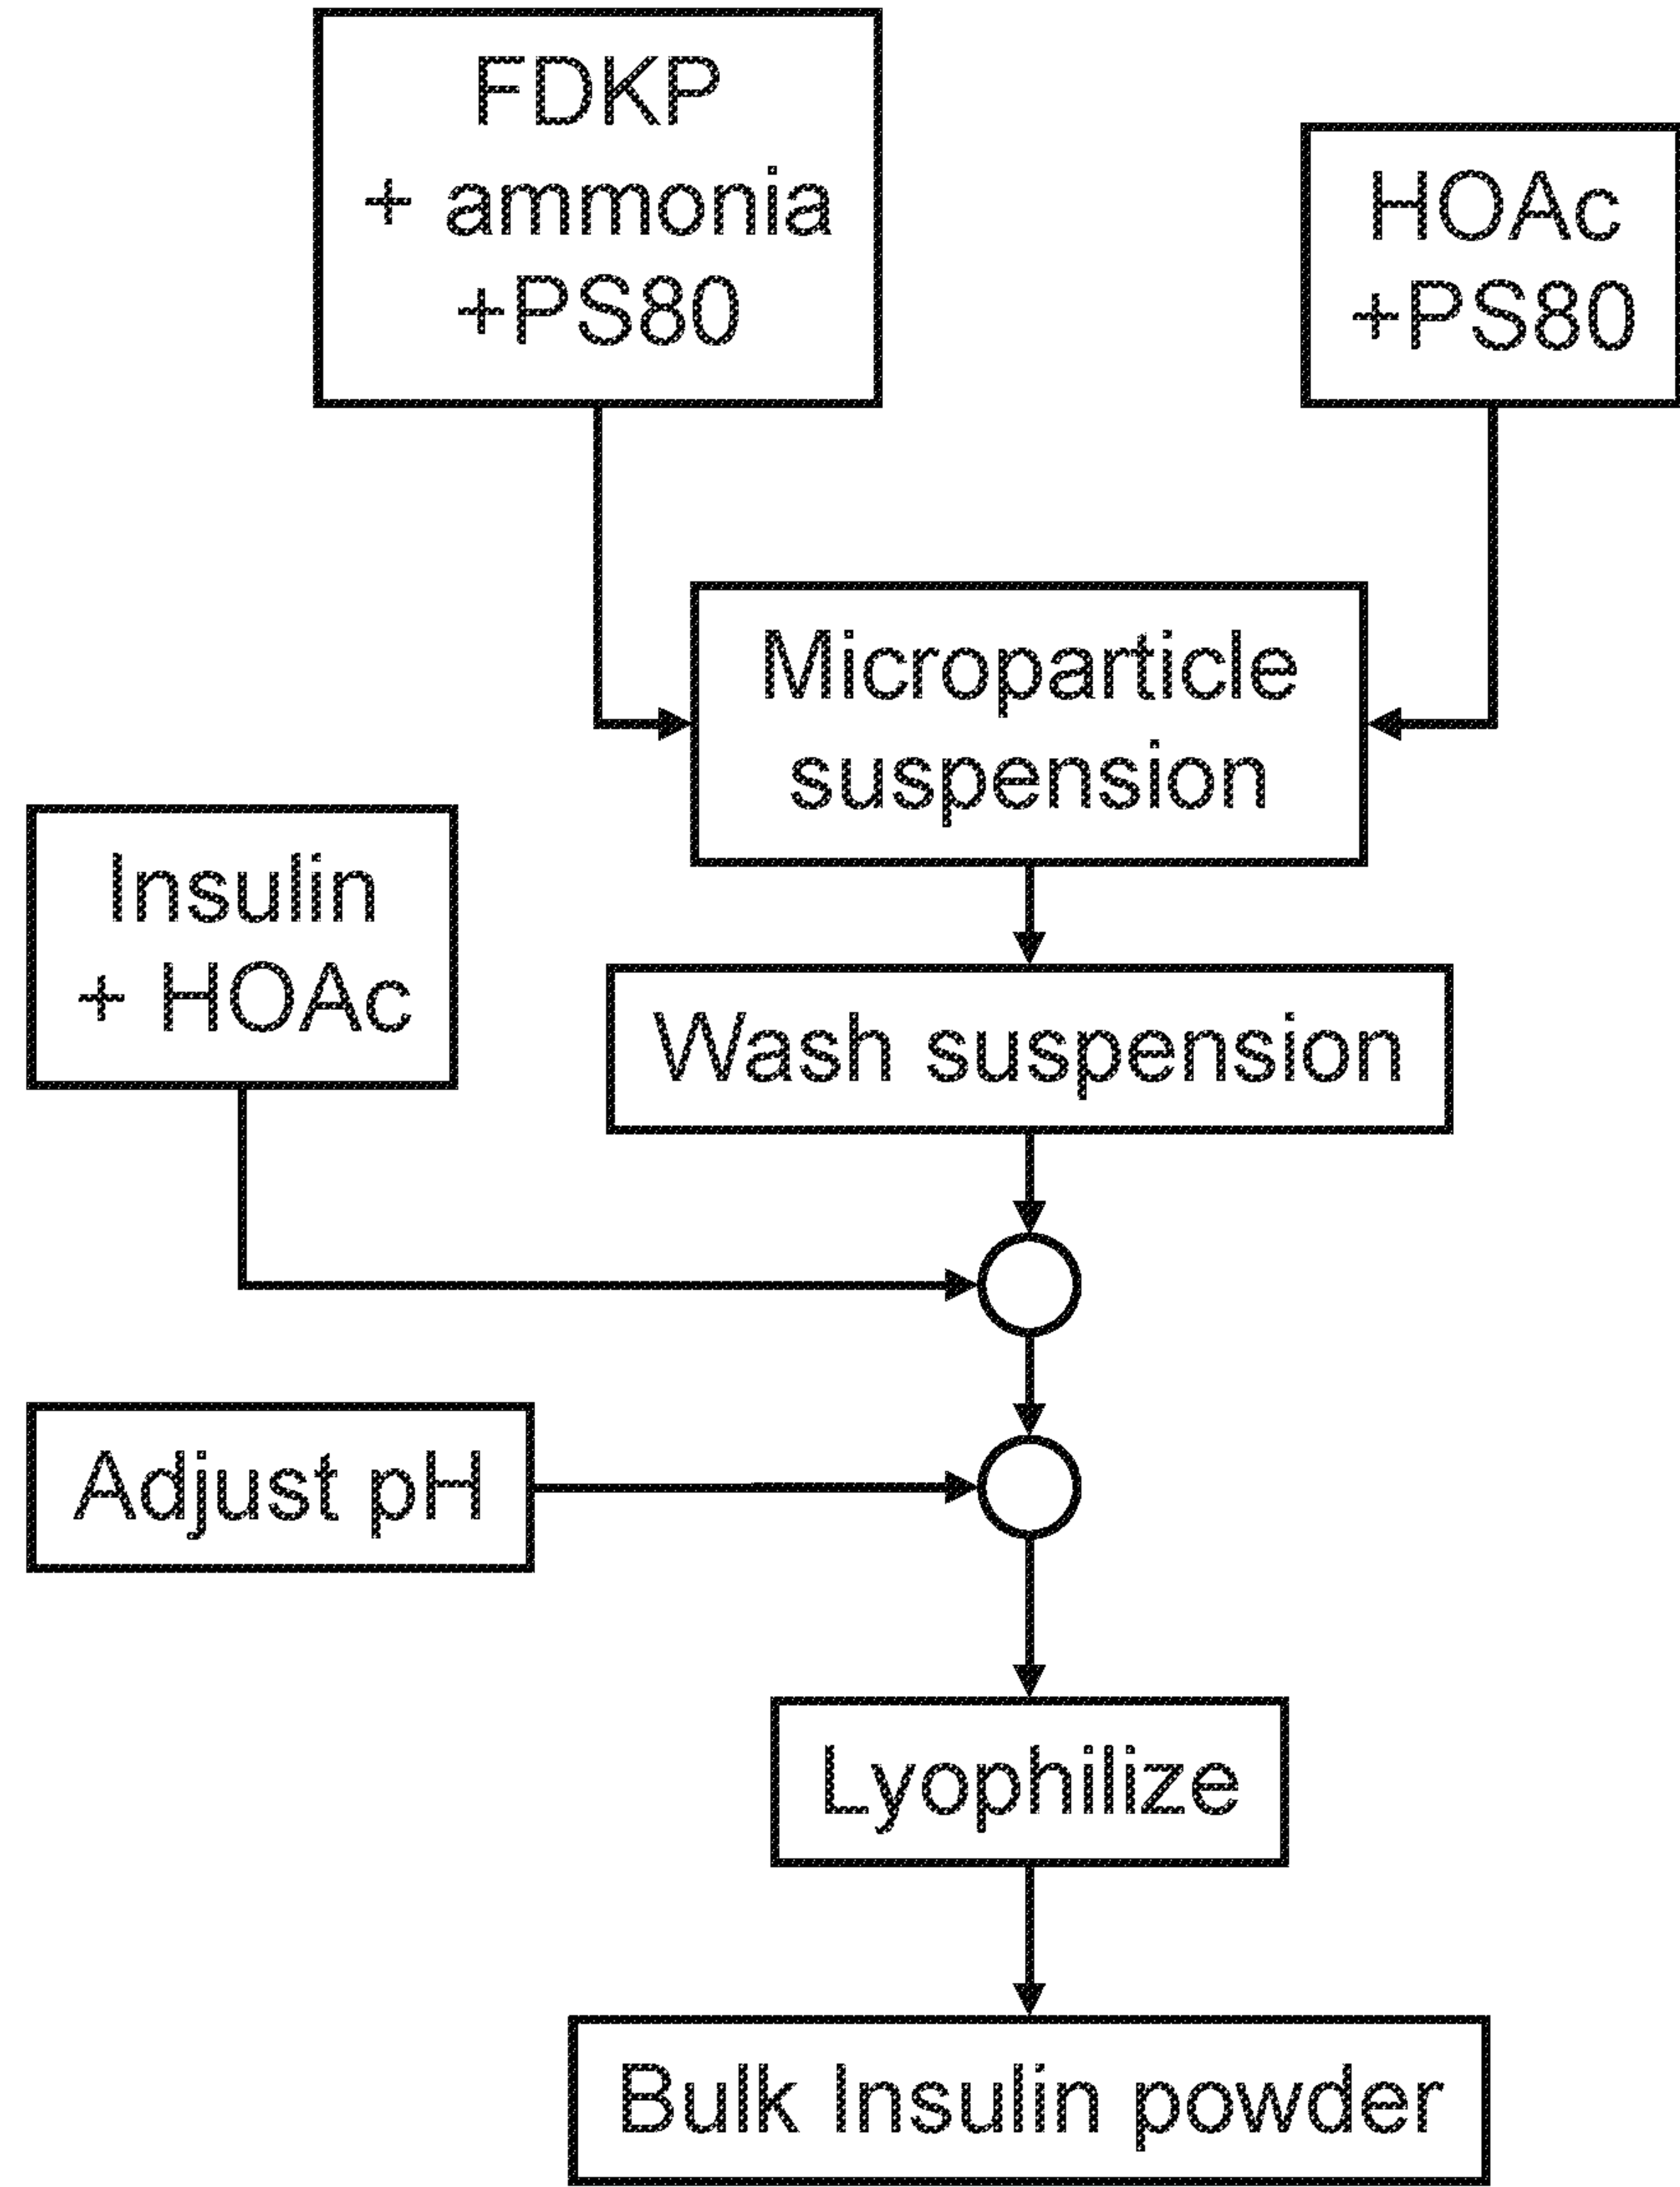 FDKP
+ ammonia
+PS80
HOAc
+PS80
Microparticle
suspension
Insulin
+ HOAc
Wash suspension
Adjust pH
Lyophilize
Bulk Insulin powder